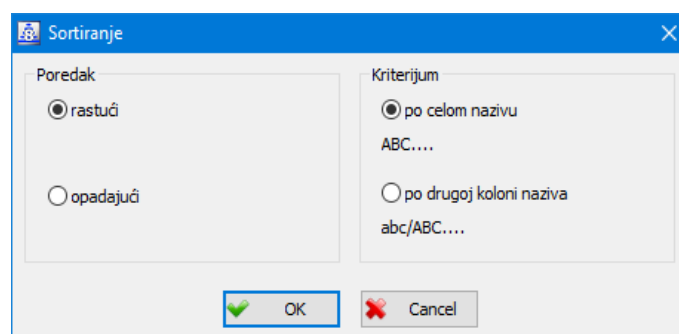 Sortiranje
Poredak
rastući
opadajući
Kriterijum
po celom nazivu
ABC....
po drugoj koloni naziva
abc/ABC....
OK
Cancel